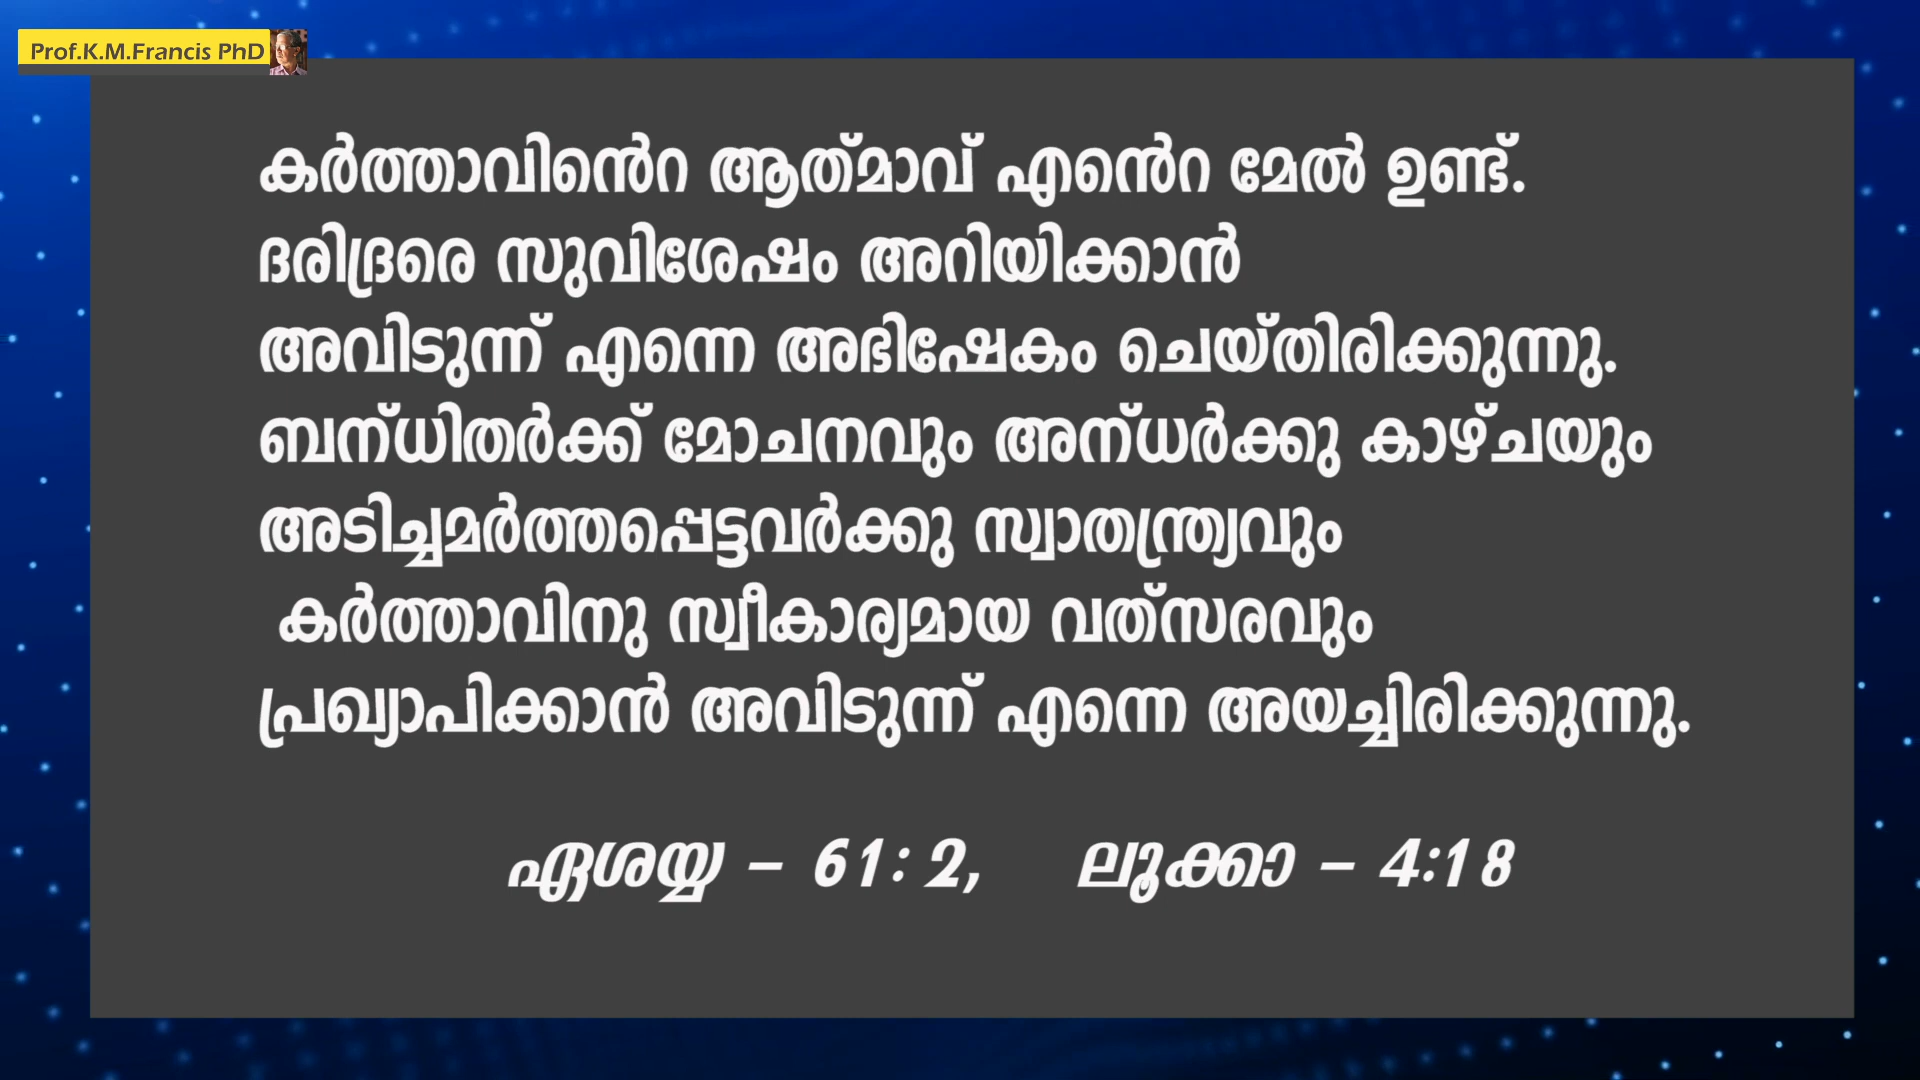 Prof.K.M.Francis PhD
കർത്താവിന്റെ ആത്മാവ് എന്റെ മേൽ ഉണ്ട്.
ദരിദ്രരെ സുവിശേഷം അറിയിക്കാൻ
അവിടുന്ന് എന്നെ അഭിഷേകം ചെയ്തിരിക്കുന്നു.
ബന്ധിതർക്ക് മോചനവും അന്ധർക്കു കാഴ്ചയും
അടിച്ചമർത്തപ്പെട്ടവർക്കു സ്വാതന്ത്ര്യവും
കർത്താവിനു സ്വീകാര്യമായ വത്സരവും
പ്രഖ്യാപിക്കാൻ അവിടുന്ന് എന്നെ അയച്ചിരിക്കുന്നു.
ഏശയ്യ - 61: 2, ലൂക്കാ - 4:18